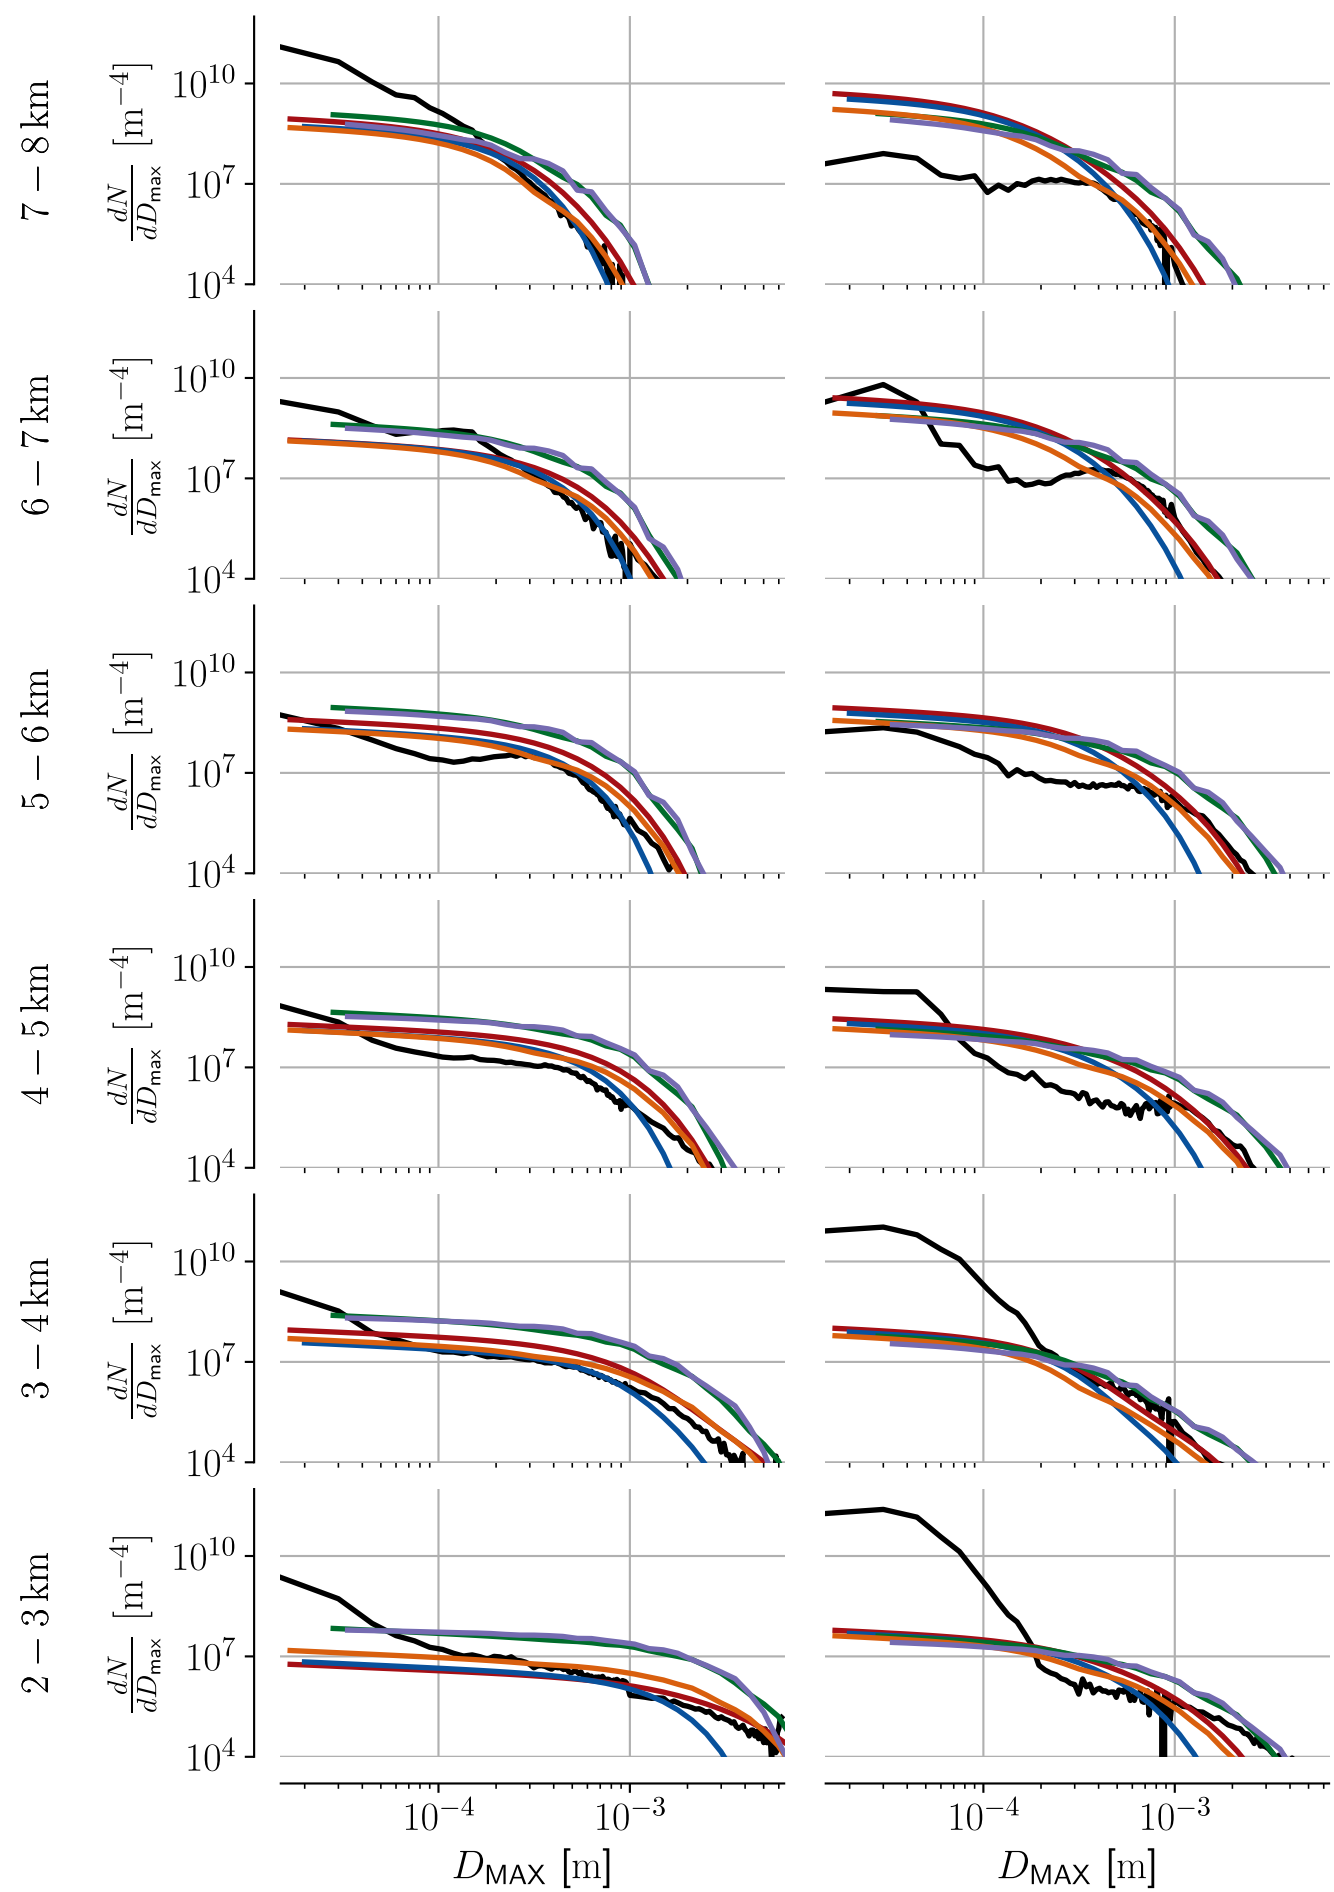 7 − 8 km
dN/dD_max [m^−4]
10^10
10^7
10^4
6 − 7 km
dN/dD_max [m^−4]
10^10
10^7
10^4
5 − 6 km
dN/dD_max [m^−4]
10^10
10^7
10^4
4 − 5 km
dN/dD_max [m^−4]
10^10
10^7
10^4
3 − 4 km
dN/dD_max [m^−4]
10^10
10^7
10^4
2 − 3 km
dN/dD_max [m^−4]
10^10
10^7
10^4
10^−4 10^−3 10^−4 10^−3
D_MAX [m] D_MAX [m]